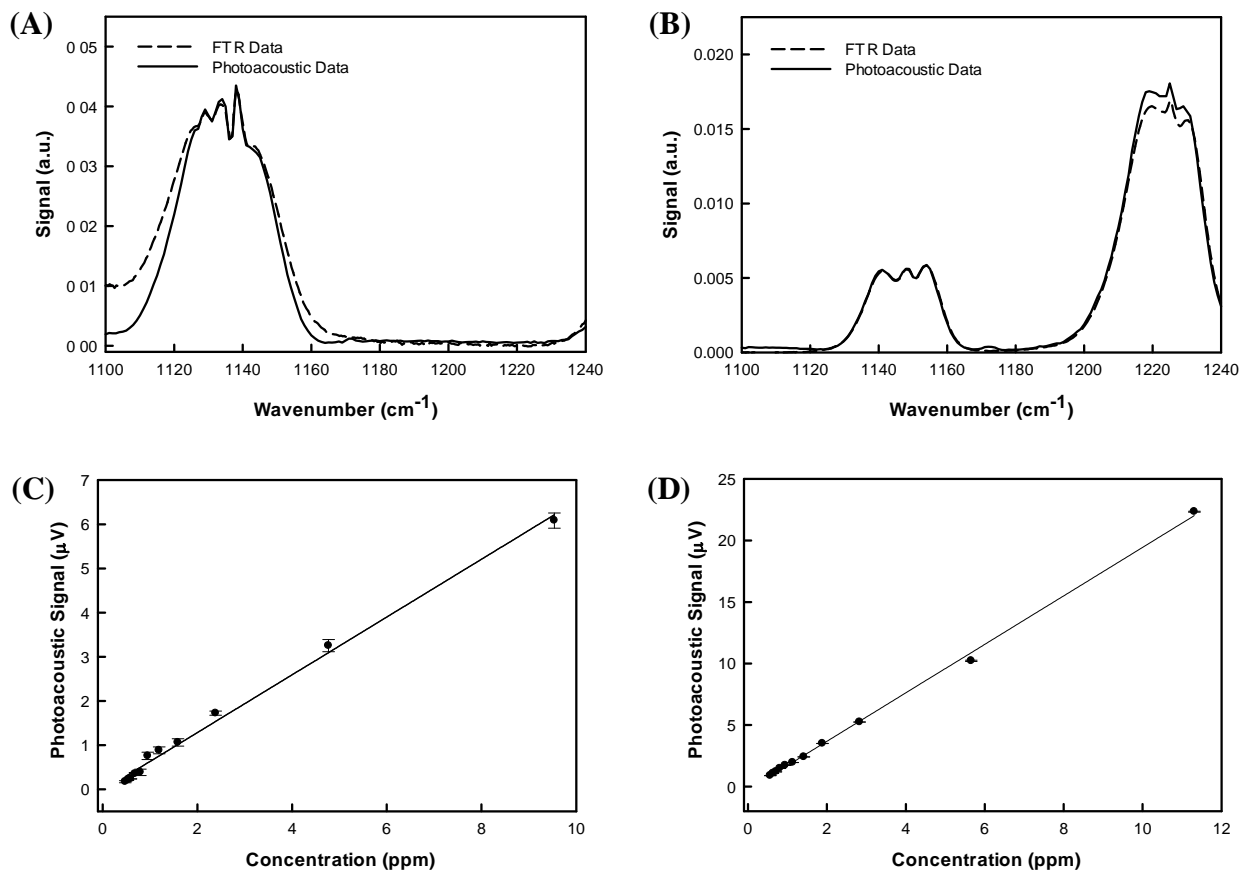 (A)
0 05
0 04
0 03
0 02
0 01
0 00
Signal (a.u.)
FTR Data
Photoacoustic Data
1100 1120 1140 1160 1180 1200 1220 1240
Wavenumber (cm-1)
(B)
0.020
0.015
0.010
0.005
0.000
Signal (a.u.)
FTR Data
Photoacoustic Data
1100 1120 1140 1160 1180 1200 1220 1240
Wavenumber (cm-1)
(C)
7
6
5
4
3
2
1
0
Photoacoustic Signal (μV)
0 2 4 6 8 10
Concentration (ppm)
(D)
25
20
15
10
5
0
Photoacoustic Signal (μV)
0 2 4 6 8 10 12
Concentration (ppm)